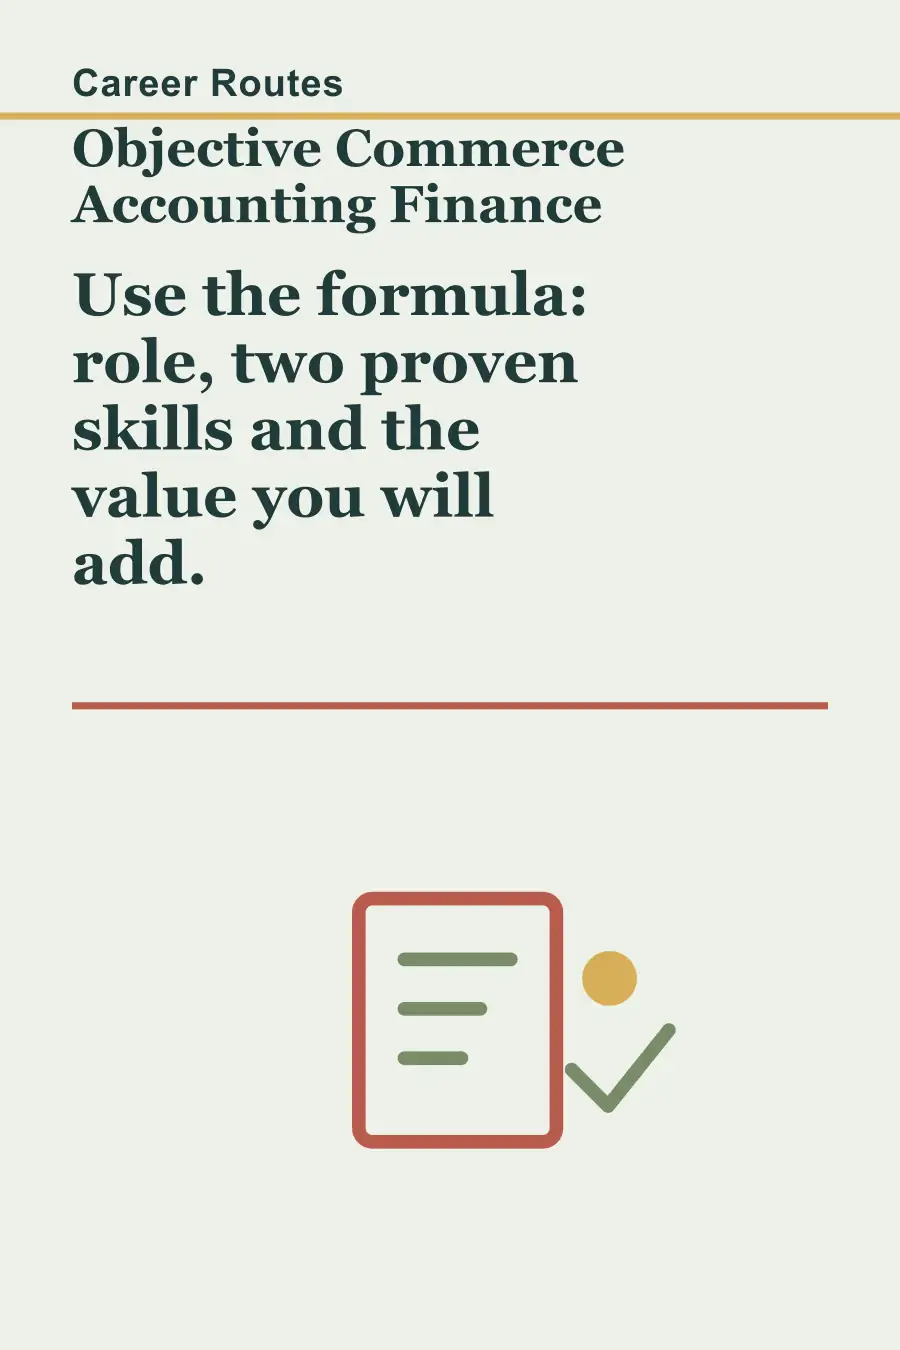 Career Routes
Objective Commerce
Accounting Finance
Use the formula:
role, two proven
skills and the
value you will
add.